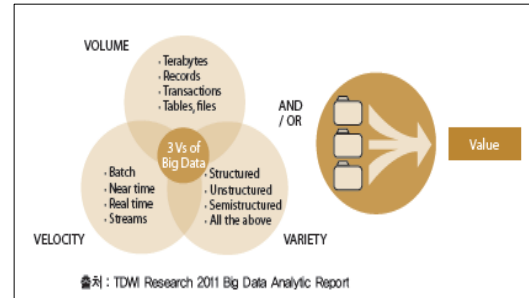 VOLUME
· Terabytes
· Records
· Transactions
· Tables, files
AND
/ OR
3 Vs of
Big Data
Value
· Batch
· Near time
· Real time
· Streams
· Structured
· Unstructured
· Semistructured
· All the above
VELOCITY
VARIETY
출처 : TDWI Research 2011 Big Data Analytic Report